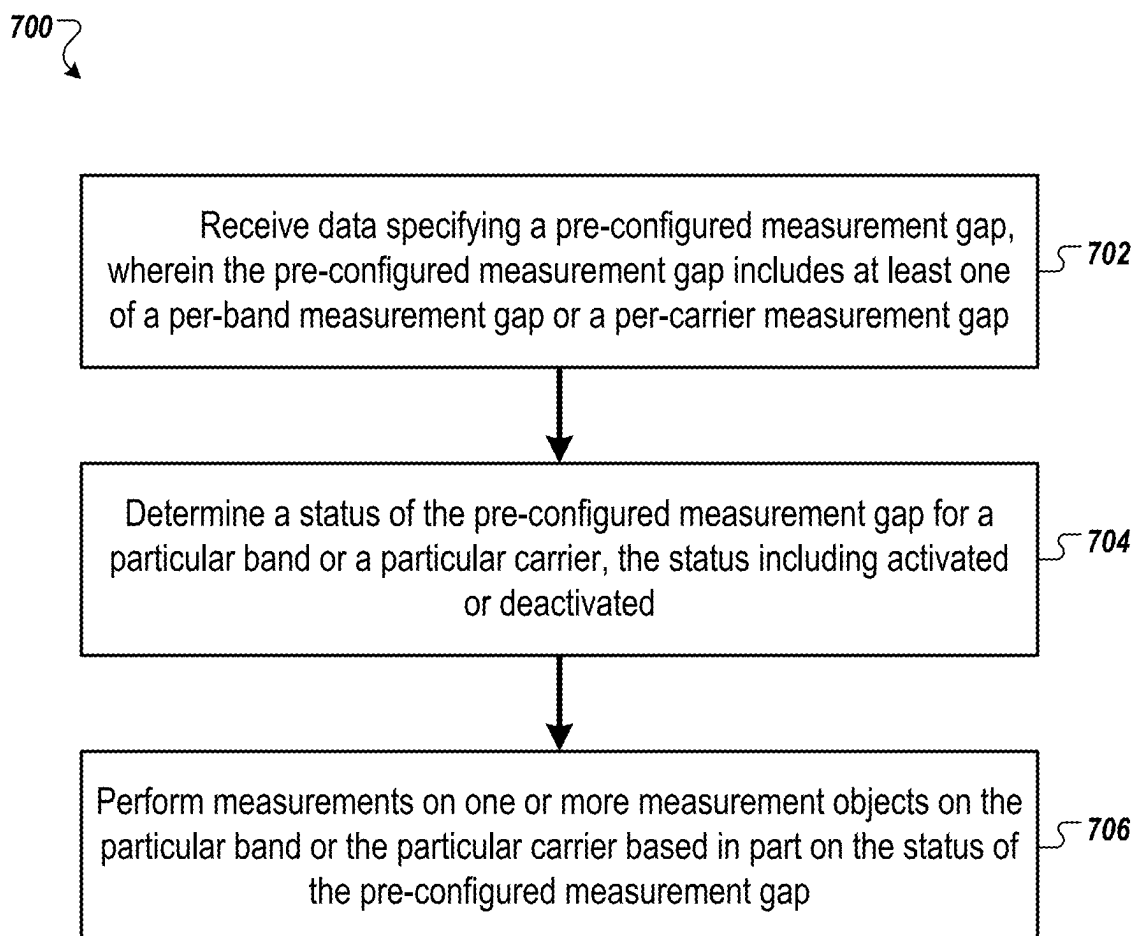 700
Receive data specifying a pre-configured measurement gap,
wherein the pre-configured measurement gap includes at least one
of a per-band measurement gap or a per-carrier measurement gap
702
Determine a status of the pre-configured measurement gap for a
particular band or a particular carrier, the status including activated
or deactivated
704
Perform measurements on one or more measurement objects on the
particular band or the particular carrier based in part on the status of
the pre-configured measurement gap
706